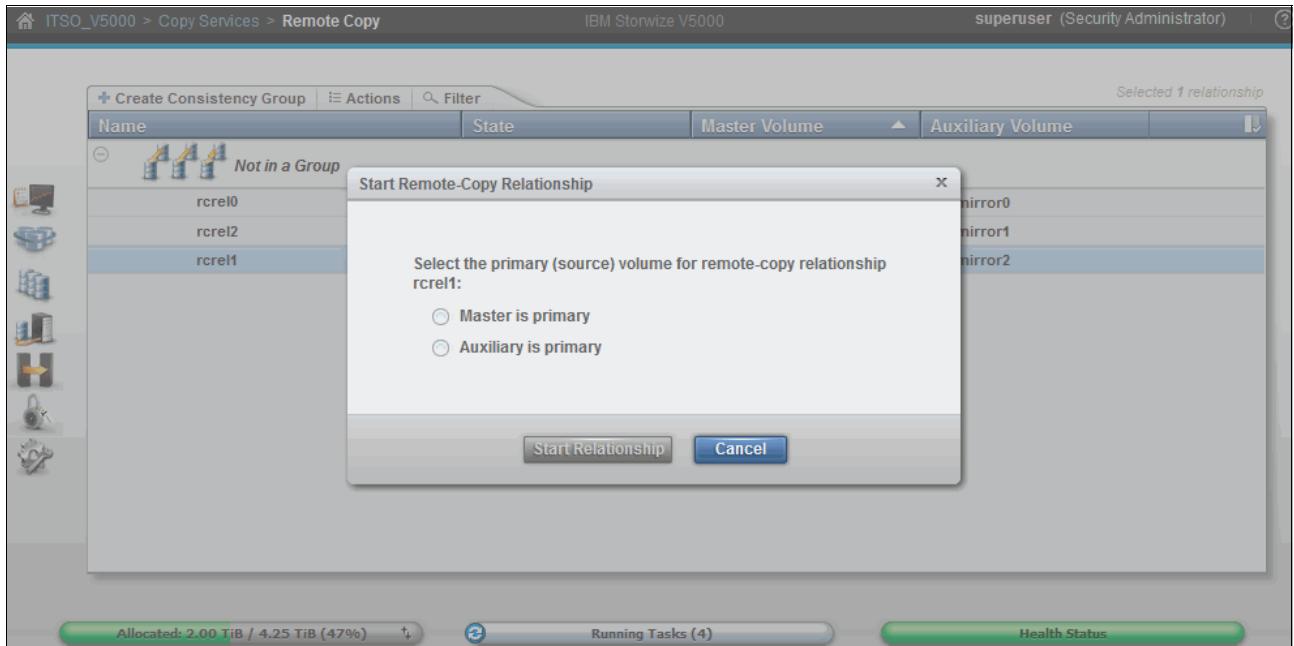 ITSO_V5000 > Copy Services > Remote Copy
IBM Storwize V5000
superuser (Security Administrator)
Create Consistency Group
Actions
Filter
Selected 1 relationship
Name
State
Master Volume
Auxiliary Volume
Not in a Group
rcrel0
rcrel2
rcrel1
Start Remote-Copy Relationship
x
Select the primary (source) volume for remote-copy relationship
rcrel1:
Master is primary
Auxiliary is primary
Start Relationship
Cancel
Allocated: 2.00 TiB / 4.25 TiB (47%)
Running Tasks (4)
Health Status